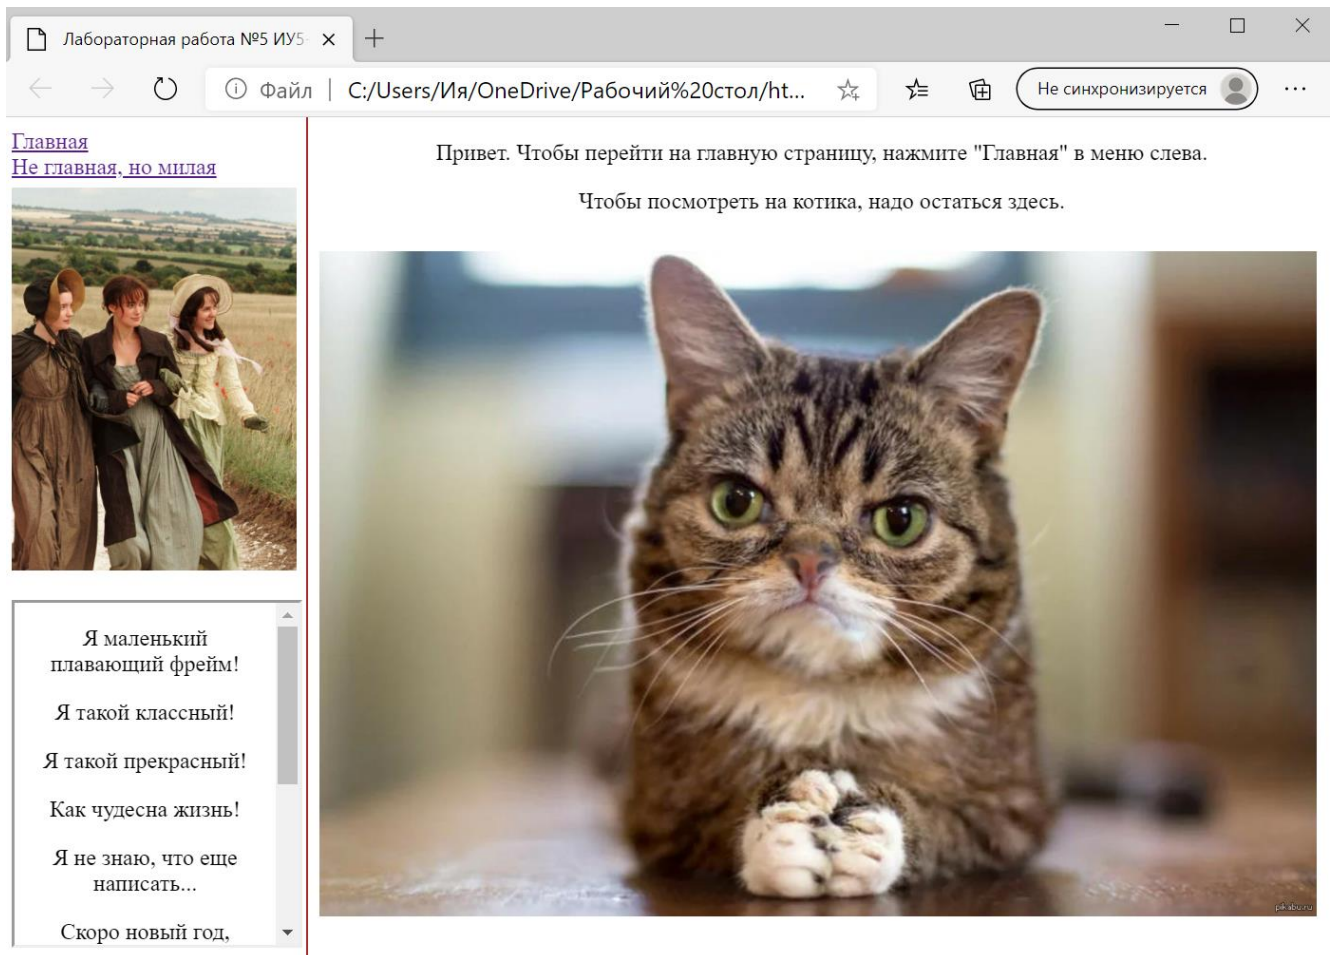 Лабораторная работа №5 ИУ5-
Файл | C:/Users/Ия/OneDrive/Рабочий%20стол/ht...
Не синхронизируется
Главная
Не главная, но милая
Привет. Чтобы перейти на главную страницу, нажмите "Главная" в меню слева.
Чтобы посмотреть на котика, надо остаться здесь.
pikabu.ru
Я маленький
плавающий фрейм!
Я такой классный!
Я такой прекрасный!
Как чудесна жизнь!
Я не знаю, что еще
написать...
Скоро новый год,